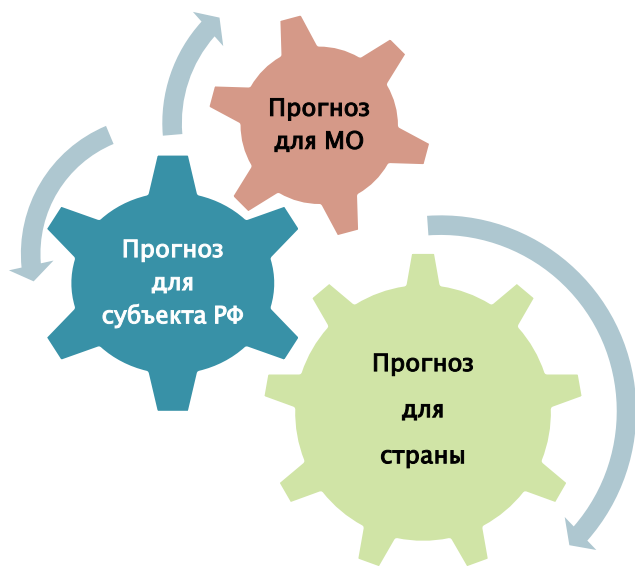 Прогноз
для МО
Прогноз
для
субъекта РФ
Прогноз
для
страны